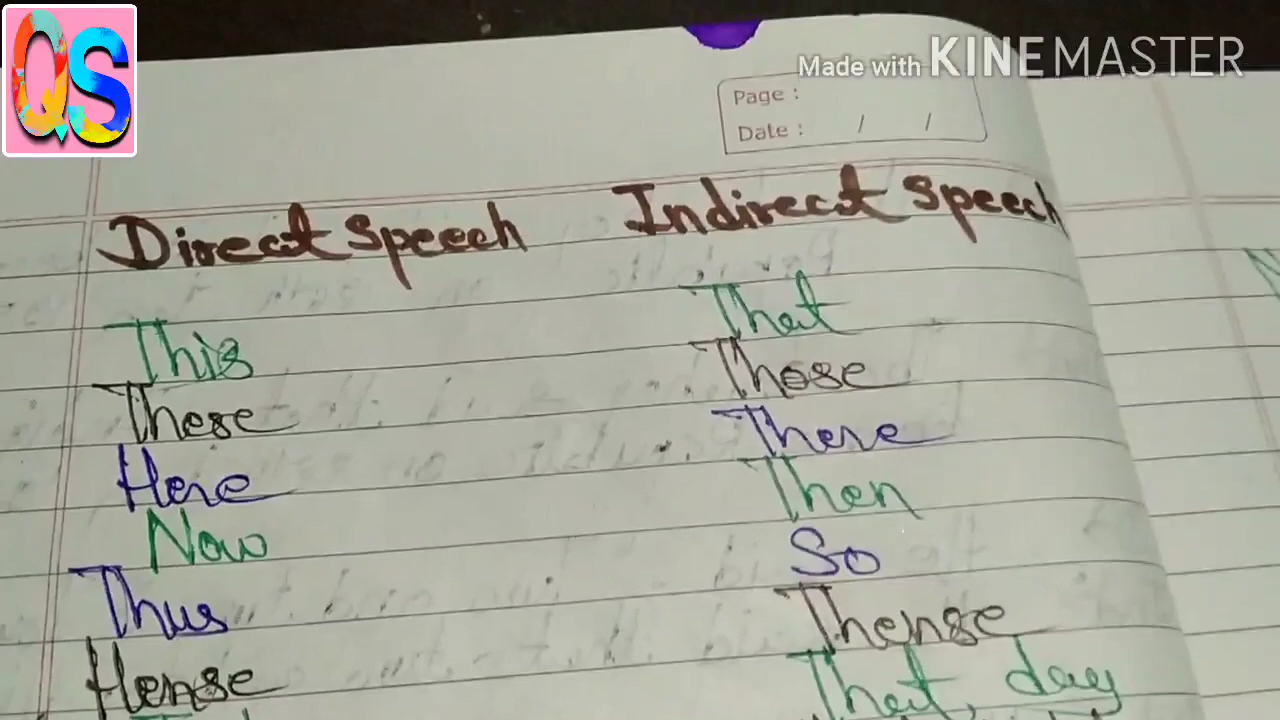 QS
Made with KINEMASTER
Page :
Date : / /
Direct Speech Indirect Speech
This That
These Those
Here There
Now Then
Thus So
Hense Thense
That day